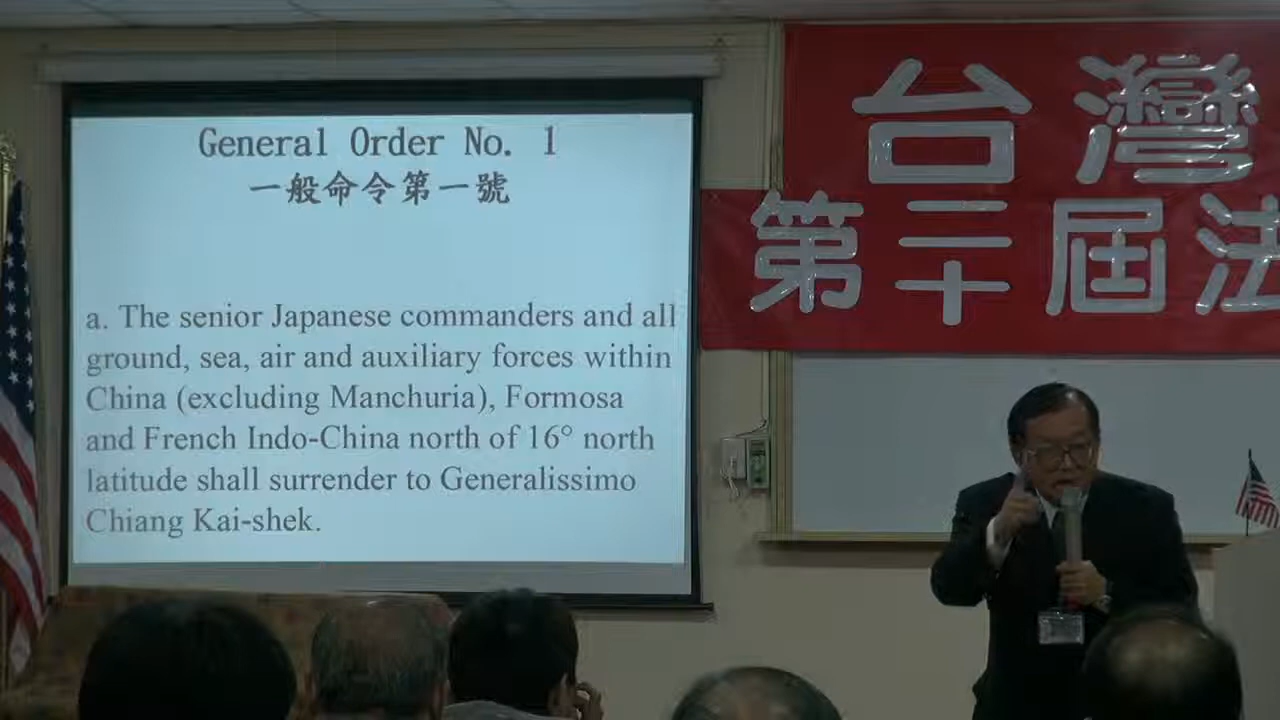 General Order No. 1
一般命令第一號
a. The senior Japanese commanders and all
ground, sea, air and auxiliary forces within
China (excluding Manchuria), Formosa
and French Indo-China north of 16° north
latitude shall surrender to Generalissimo
Chiang Kai-shek.
台灣
第二十屆法